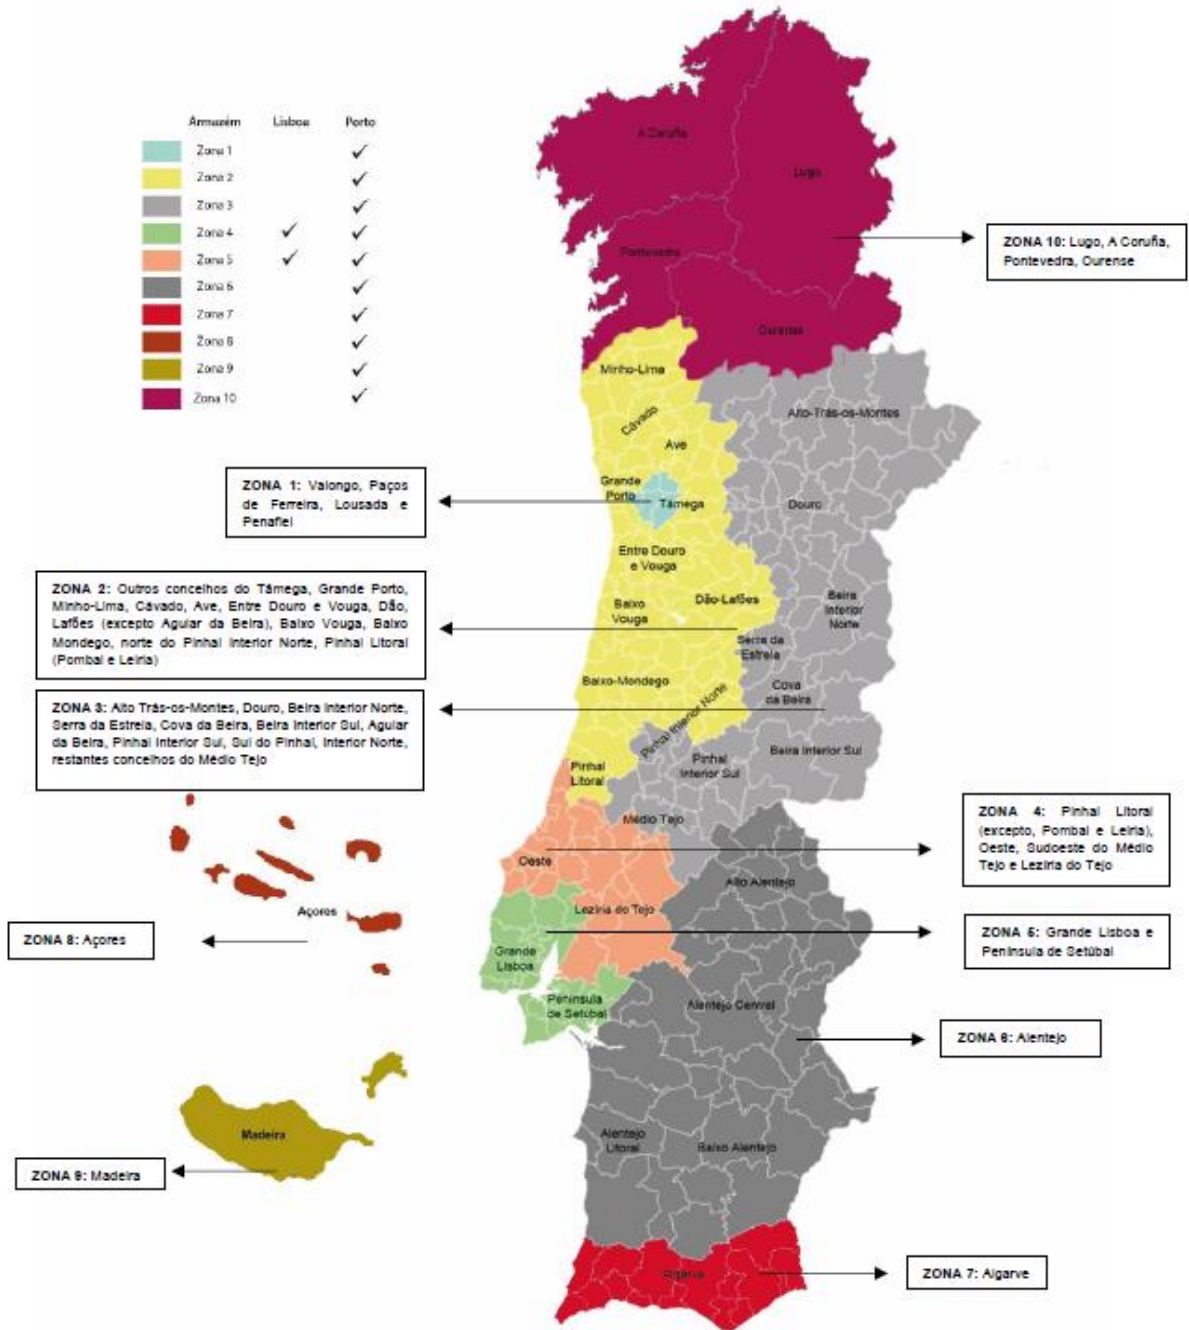 Armazém Lisboa Porto
Zona 1 ✓
Zona 2 ✓
Zona 3 ✓
Zona 4 ✓ ✓
Zona 5 ✓ ✓
Zona 6 ✓
Zona 7 ✓
Zona 8 ✓
Zona 9 ✓
Zona 10 ✓
A Coruña
Lugo
Pontevedra
Ourense
ZONA 10: Lugo, A Coruña,
Pontevedra, Ourense
Minho-Lima
Alto-Trás-os-Montes
Cávado
Ave
Grande
Porto
Tâmega
Douro
ZONA 1: Valongo, Paços
de Ferreira, Lousada e
Penafiel
Entre Douro
e Vouga
Dão-Lafões
Baixo
Vouga
Beira
Interior
Norte
Serra da
Estrela
ZONA 2: Outros concelhos do Tâmega, Grande Porto,
Minho-Lima, Cávado, Ave, Entre Douro e Vouga, Dão,
Lafões (excepto Aguiar da Beira), Baixo Vouga, Baixo
Mondego, norte do Pinhal Interior Norte, Pinhal Litoral
(Pombal e Leiria)
Baixo-Mondego
Cova
da Beira
Pinhal Interior Norte
ZONA 3: Alto Trás-os-Montes, Douro, Beira Interior Norte,
Serra da Estrela, Cova da Beira, Beira Interior Sul, Aguiar
da Beira, Pinhal Interior Sul, Sul do Pinhal, Interior Norte,
restantes concelhos do Médio Tejo
Beira Interior Sul
Pinhal
Interior Sul
Pinhal
Litoral
Médio Tejo
ZONA 4: Pinhal Litoral
(excepto, Pombal e Leiria),
Oeste, Sudoeste do Médio
Tejo e Lezíria do Tejo
Oeste
Alto Alentejo
Lezíria do Tejo
Açores
ZONA 8: Açores
ZONA 5: Grande Lisboa e
Península de Setúbal
Grande
Lisboa
Península
de Setúbal
Alentejo Central
ZONA 6: Alentejo
Madeira
Alentejo
Litoral
Baixo Alentejo
ZONA 9: Madeira
Algarve
ZONA 7: Algarve